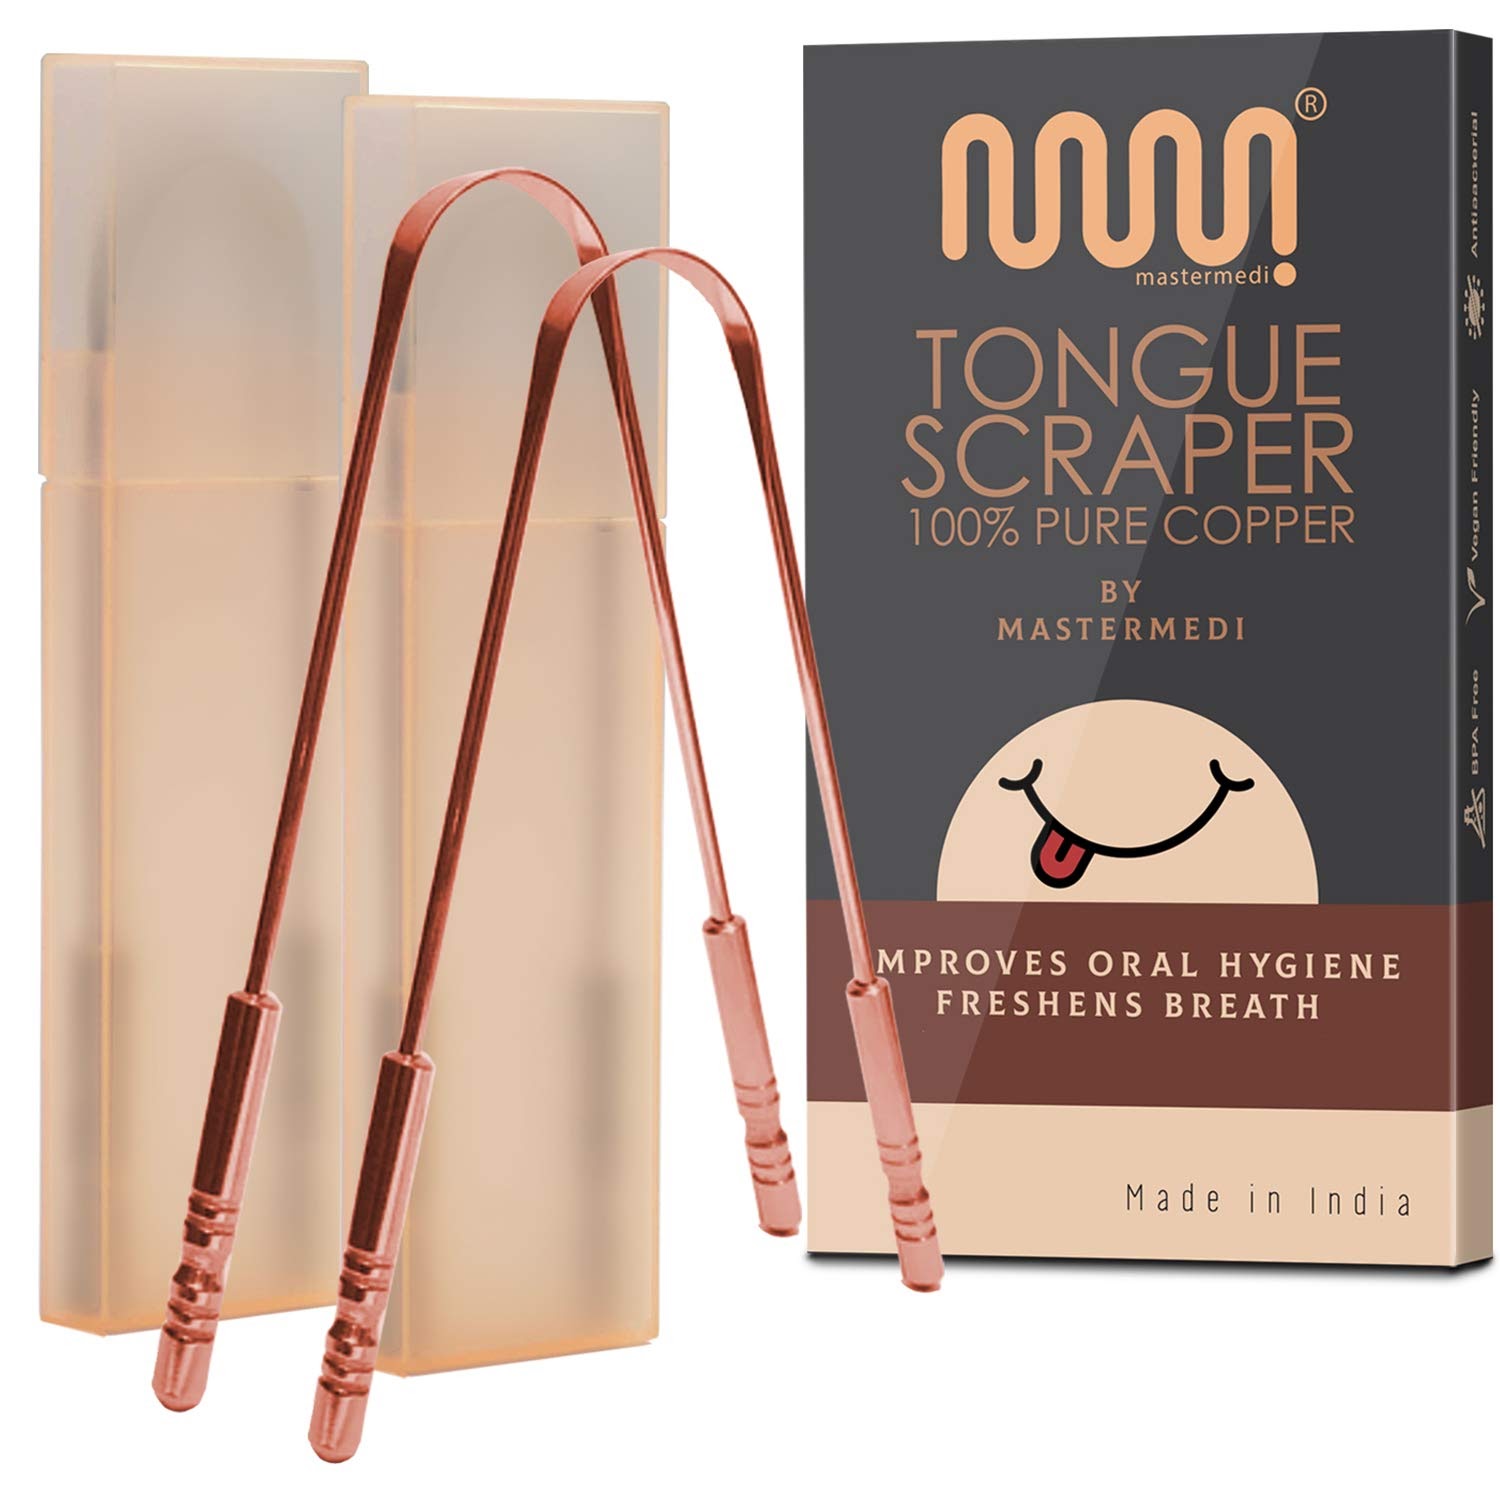 ®
mastermedi
TONGUE
SCRAPER
100% PURE COPPER
BY
MASTERMEDI
MPROVES ORAL HYGIENE
FRESHENS BREATH
Made in India
Antibacterial
Vegan Friendly
BPA Free